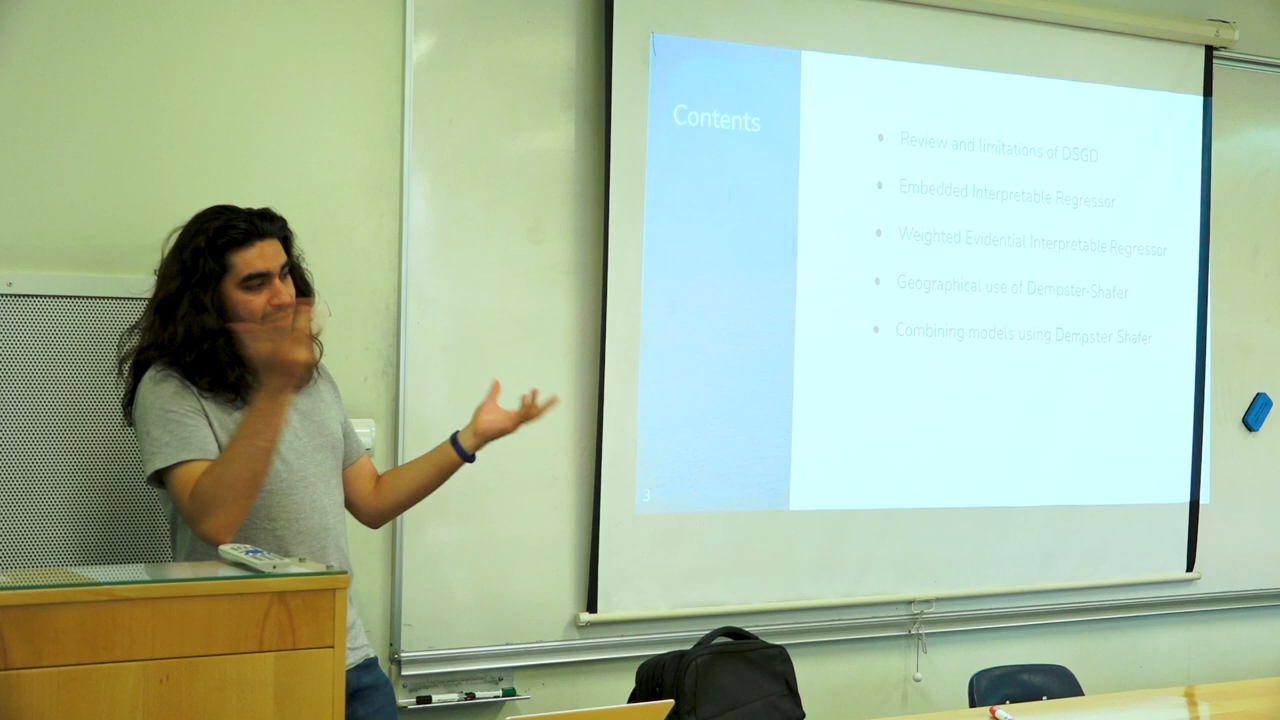 Contents
Review and limitations of DSGD
Embedded Interpretable Regressor
Weighted Evidential Interpretable Regressor
Geographical use of Dempster-Shafer
Combining models using Dempster Shafer
3